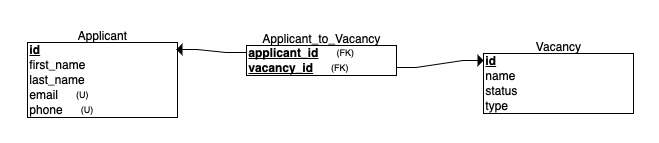 Applicant
id
first_name
last_name
email (U)
phone (U)
Applicant_to_Vacancy
applicant_id (FK)
vacancy_id (FK)
Vacancy
id
name
status
type